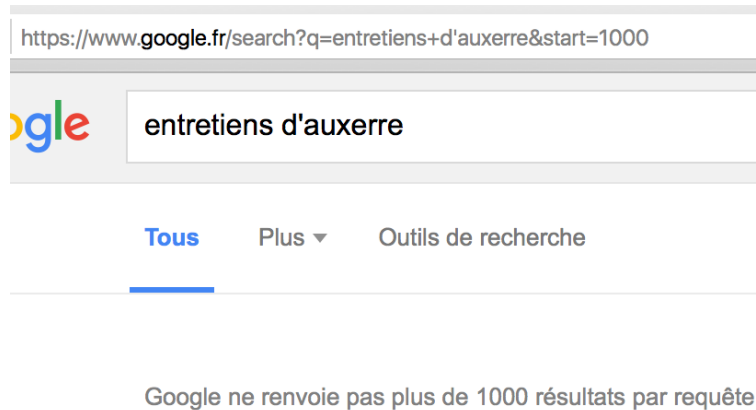 https://www.google.fr/search?q=entretiens+d'auxerre&start=1000
ogle entretiens d'auxerre
Tous Plus Outils de recherche
Google ne renvoie pas plus de 1000 résultats par requête